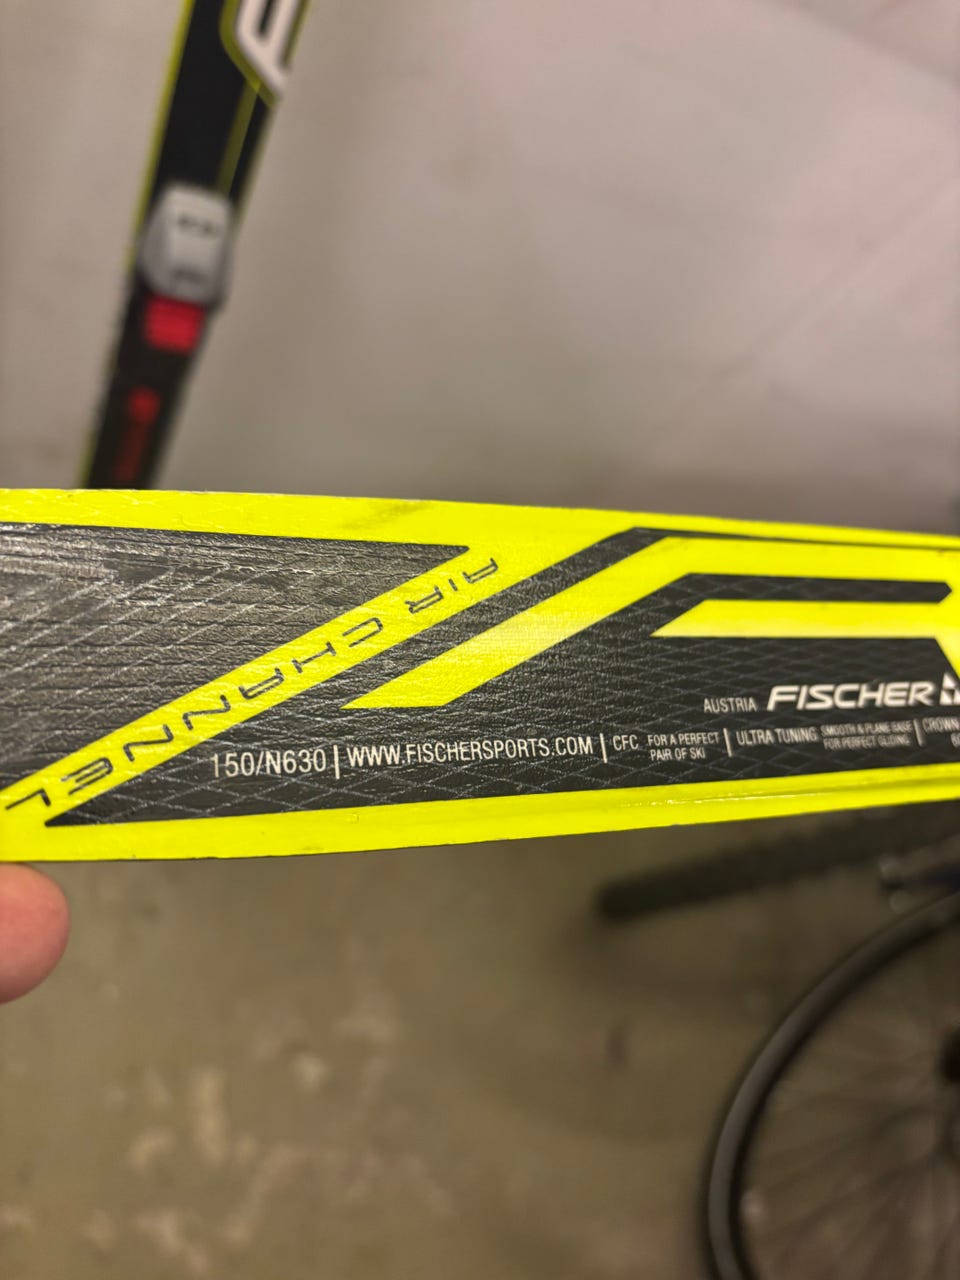 AIR CHANNEL
AUSTRIA FISCHER
150/N630 | WWW.FISCHERSPORTS.COM | CFC FOR A PERFECT PAIR OF SKI | ULTRA TUNING SMOOTH & PLANE BASE FOR PERFECT GLIDING | CROWN